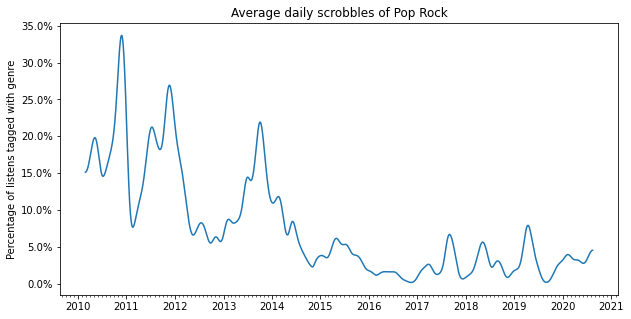 Average daily scrobbles of Pop Rock
Percentage of listens tagged with genre
35.0%
30.0%
25.0%
20.0%
15.0%
10.0%
5.0%
0.0%
2010 2011 2012 2013 2014 2015 2016 2017 2018 2019 2020 2021